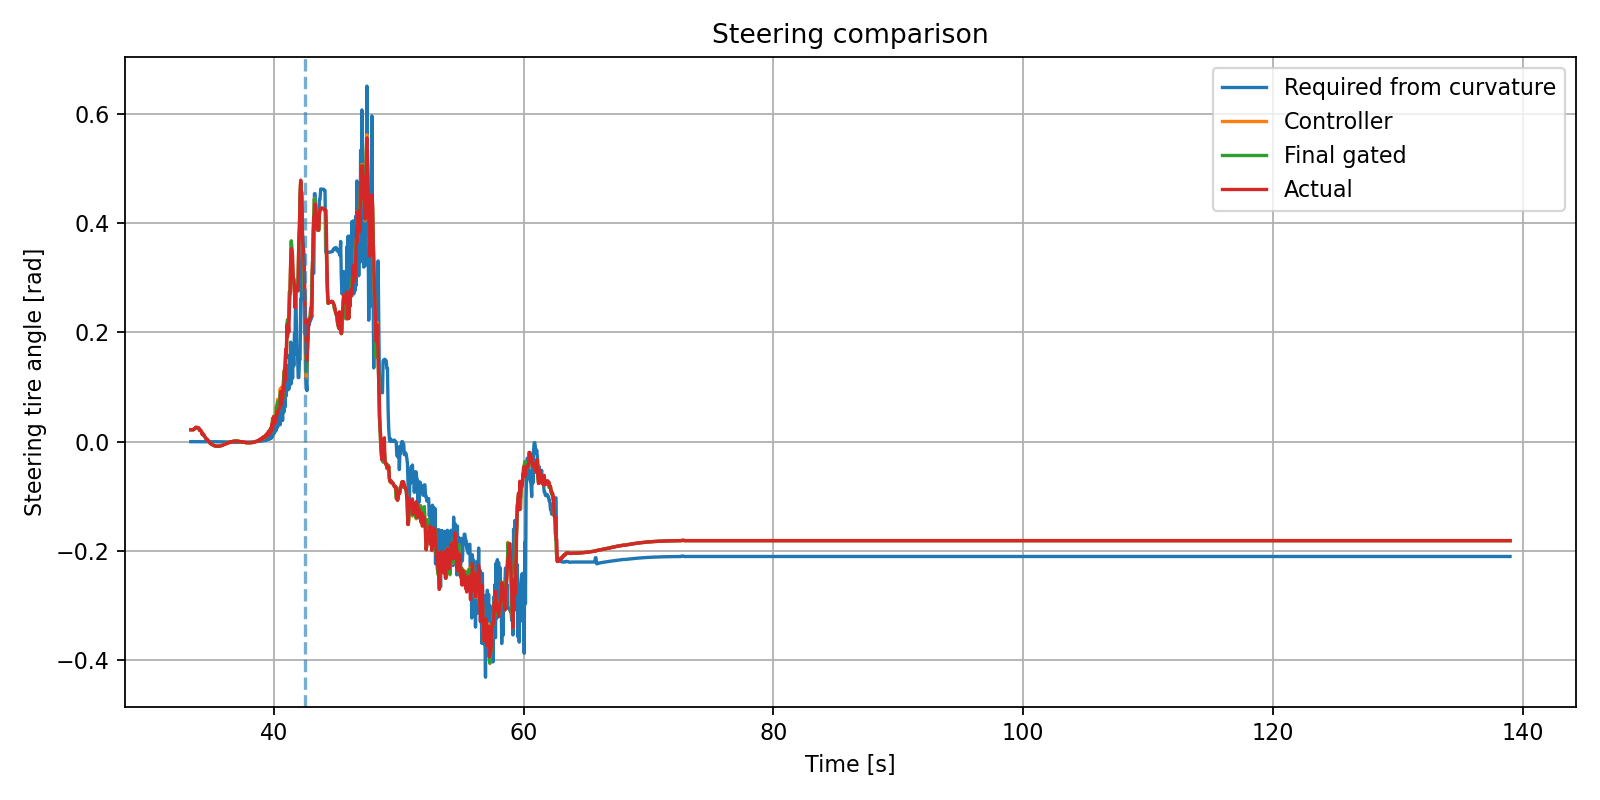 Steering comparison
Required from curvature
Controller
Final gated
Actual
Steering tire angle [rad]
0.6
0.4
0.2
0.0
−0.2
−0.4
40 60 80 100 120 140
Time [s]